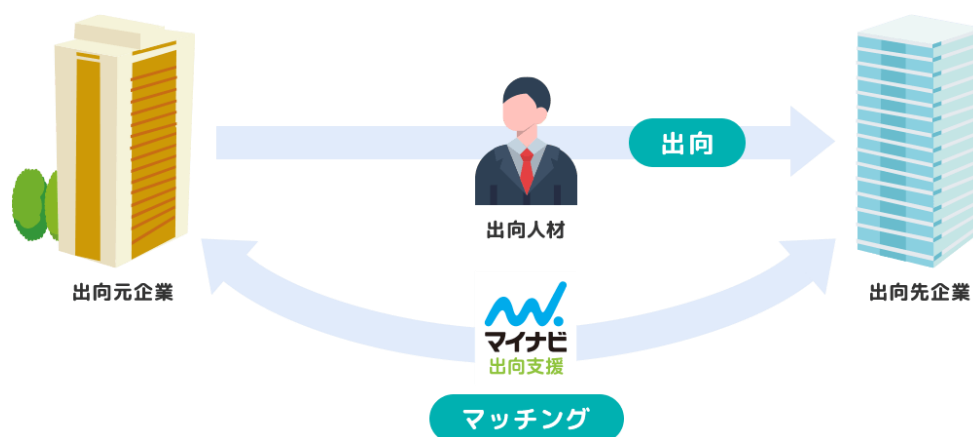 出向
出向人材
出向元企業
出向先企業
マイナビ
出向支援
マッチング